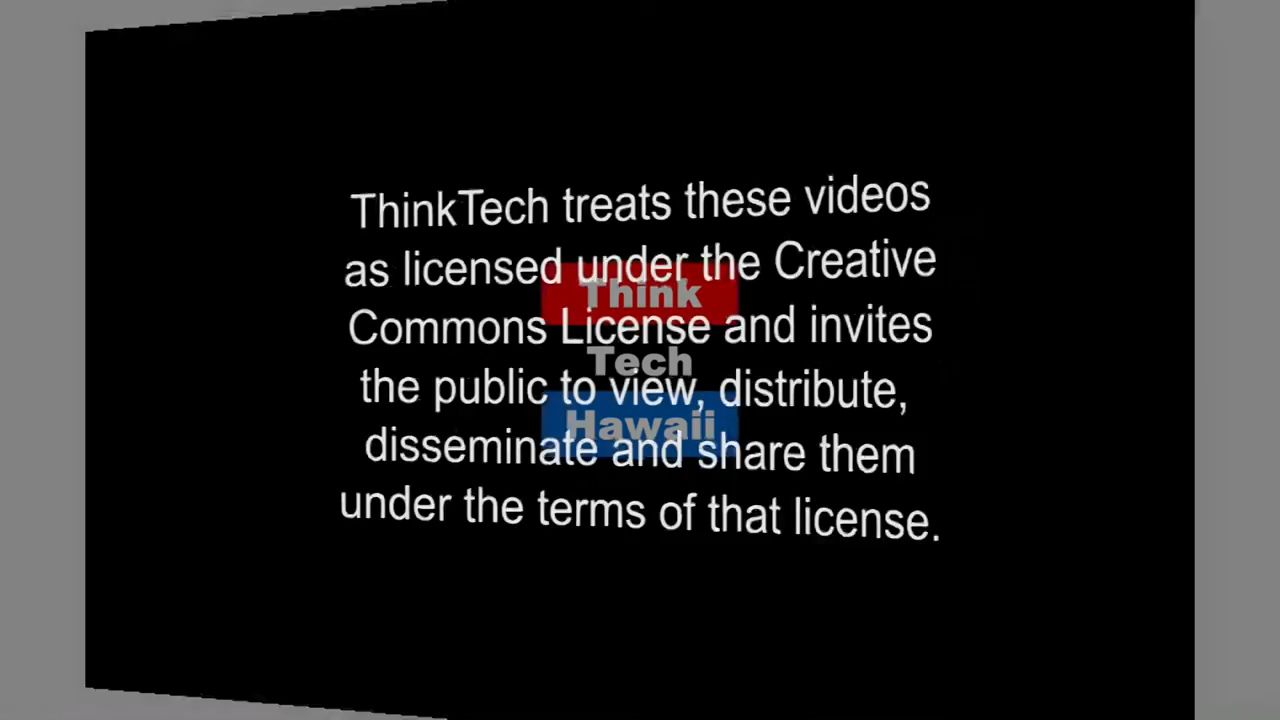 ThinkTech treats these videos
as licensed under the Creative
Think
Commons License and invites
Tech
the public to view, distribute,
Hawaii
disseminate and share them
under the terms of that license.